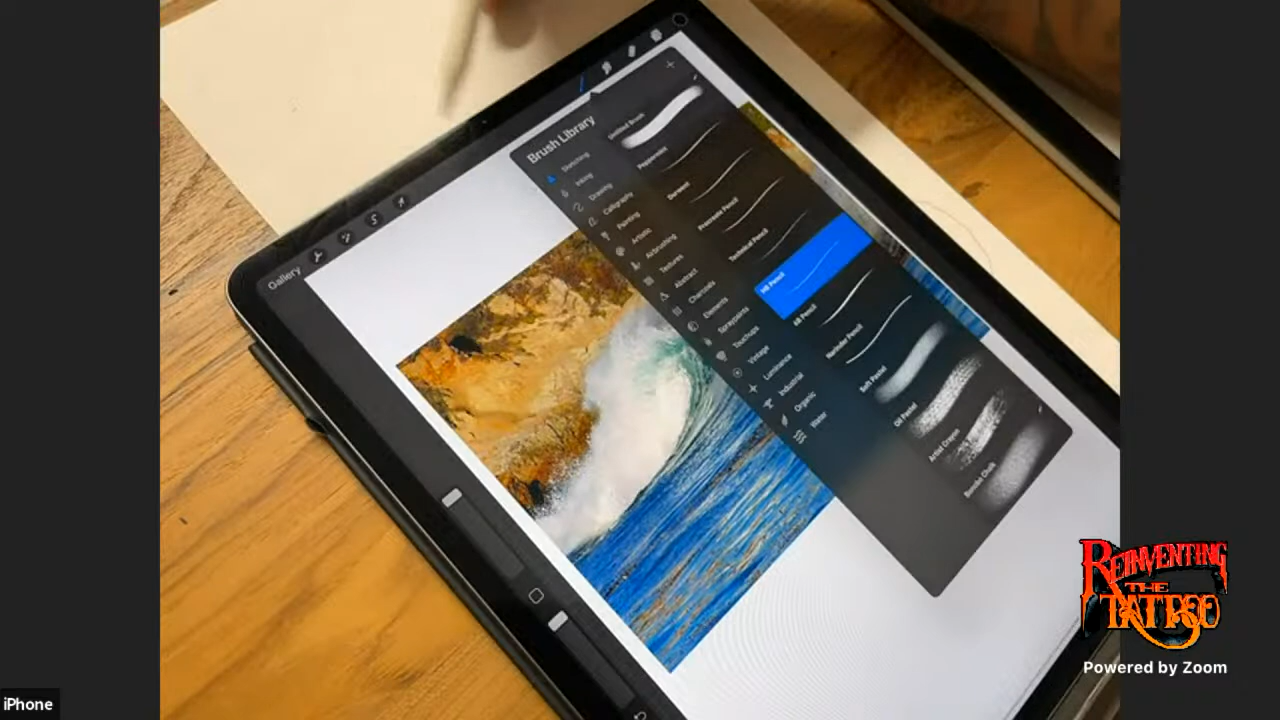 Gallery
Brush Library
Sketching
Inking
Drawing
Calligraphy
Painting
Artistic
Airbrushing
Textures
Abstract
Charcoals
Elements
Spraypaints
Touchups
Vintage
Luminance
Industrial
Organic
Water
Untitled Brush
Peppermint
Derwent
Procreate Pencil
Technical Pencil
HB Pencil
6B Pencil
Narinder Pencil
Soft Pastel
Oil Pastel
Artist Crayon
Bonobo Chalk
REINVENTING
THE
TATTOO
Powered by Zoom
iPhone